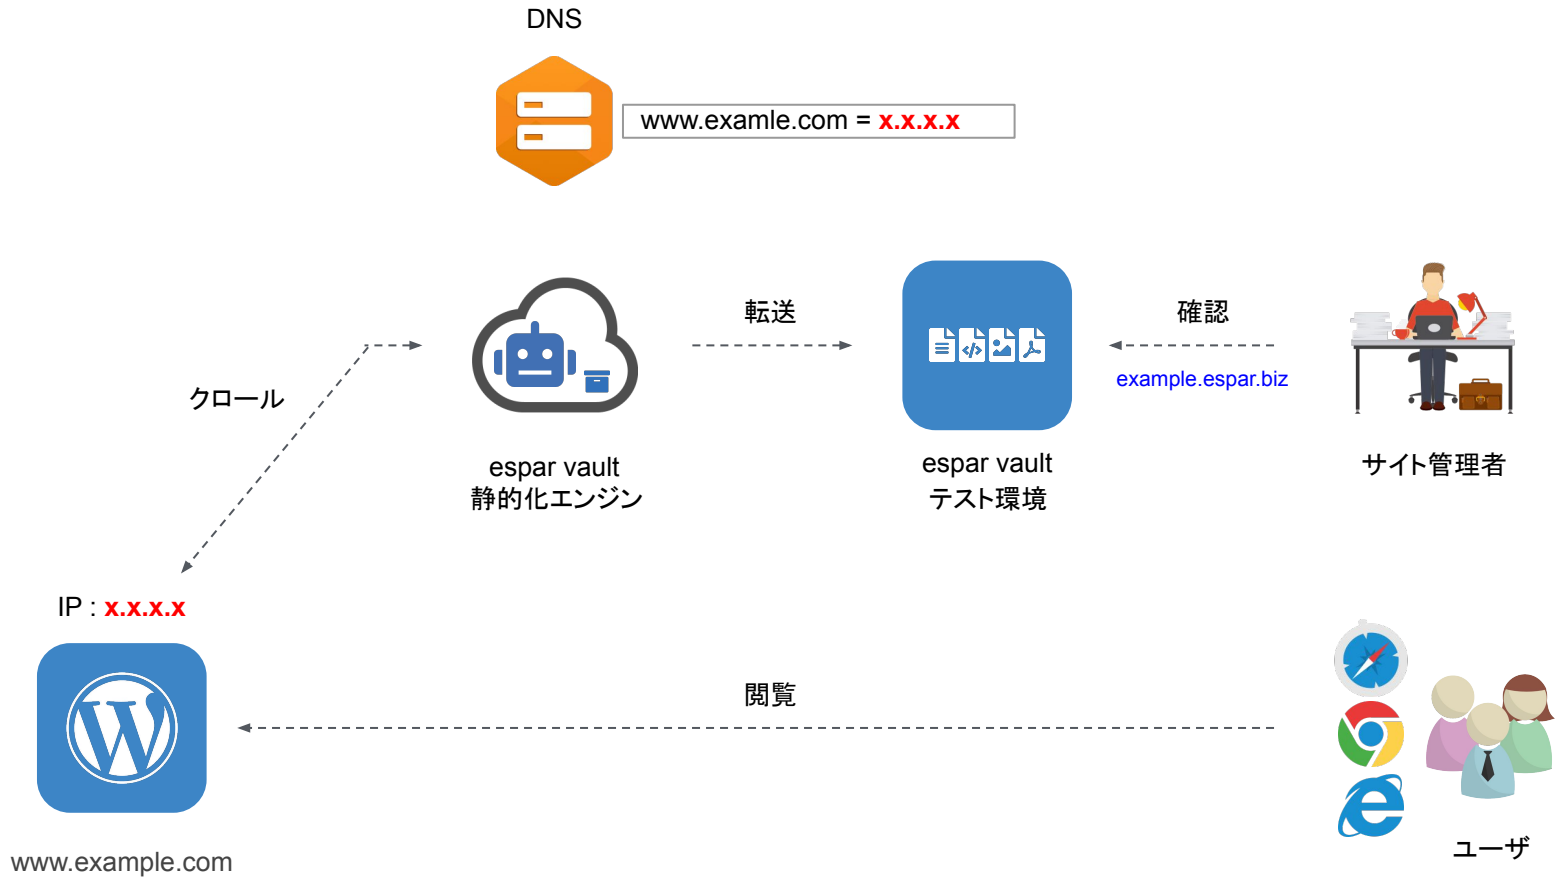 DNS
www.examle.com = x.x.x.x
転送
確認
example.espar.biz
クロール
espar vault
静的化エンジン
espar vault
テスト環境
サイト管理者
IP : x.x.x.x
閲覧
ユーザ
www.example.com